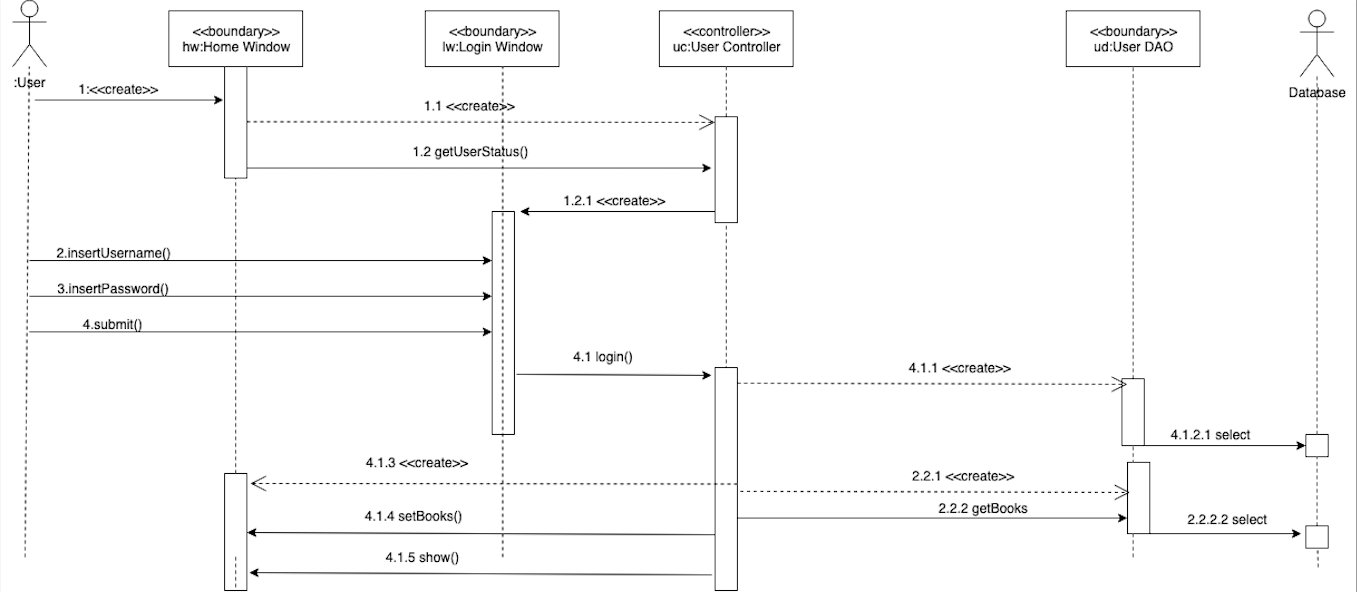 <<boundary>>
hw:Home Window
<<boundary>>
lw:Login Window
<<controller>>
uc:User Controller
<<boundary>>
ud:User DAO
:User
Database
1:<<create>>
1.1 <<create>>
1.2 getUserStatus()
1.2.1 <<create>>
2.insertUsername()
3.insertPassword()
4.submit()
4.1 login()
4.1.1 <<create>>
4.1.2.1 select
4.1.3 <<create>>
2.2.1 <<create>>
2.2.2 getBooks
4.1.4 setBooks()
2.2.2.2 select
4.1.5 show()